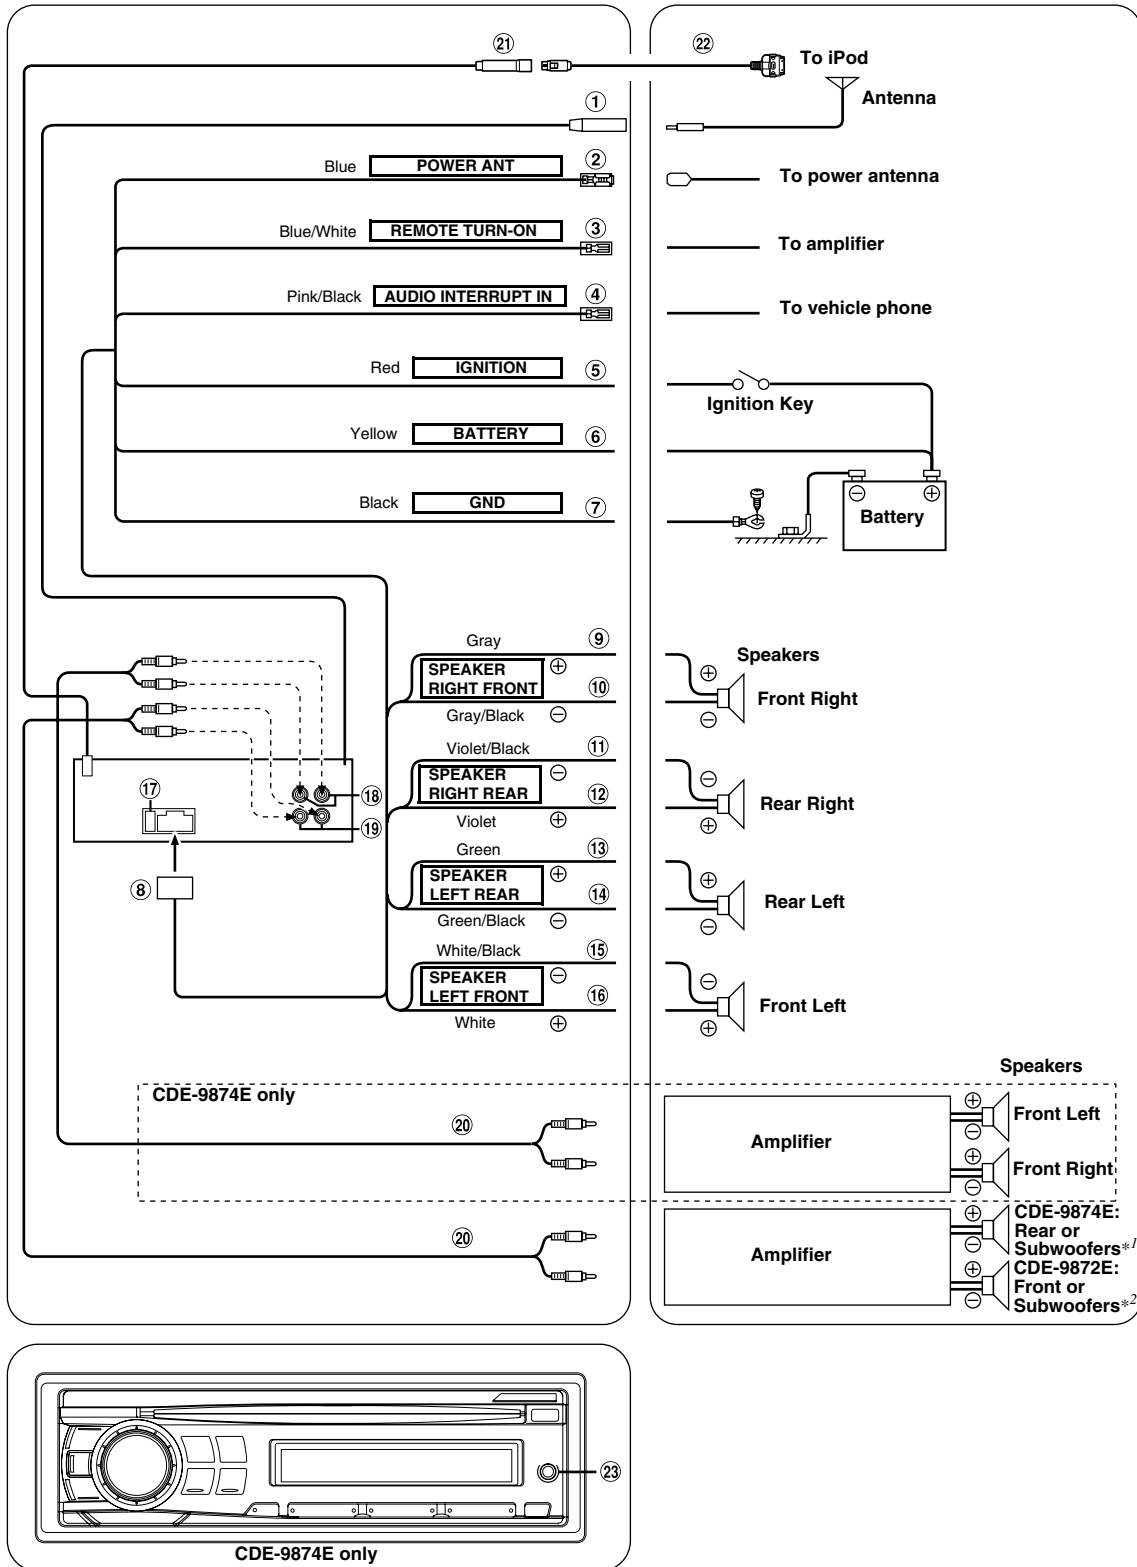 21
22
To iPod
Antenna
1
Blue POWER ANT 2
To power antenna
Blue/White REMOTE TURN-ON 3
To amplifier
Pink/Black AUDIO INTERRUPT IN 4
To vehicle phone
Red IGNITION 5
Ignition Key
Yellow BATTERY 6
Black GND 7
⊖ ⊕
Battery
Gray 9
SPEAKER ⊕
RIGHT FRONT 10
Gray/Black ⊖
Speakers
⊕
Front Right
⊖
Violet/Black 11
SPEAKER ⊖
RIGHT REAR 12
Violet ⊕
⊖
Rear Right
⊕
17
18
19
8
Green 13
SPEAKER ⊕
LEFT REAR 14
Green/Black ⊖
⊕
Rear Left
⊖
White/Black 15
SPEAKER ⊖
LEFT FRONT 16
White ⊕
⊖
Front Left
⊕
Speakers
CDE-9874E only
20
Amplifier
⊕ Front Left
⊖
⊕ Front Right
⊖
20
Amplifier
⊕ CDE-9874E:
Rear or
⊖ Subwoofers*1
⊕ CDE-9872E:
Front or
⊖ Subwoofers*2
23
CDE-9874E only